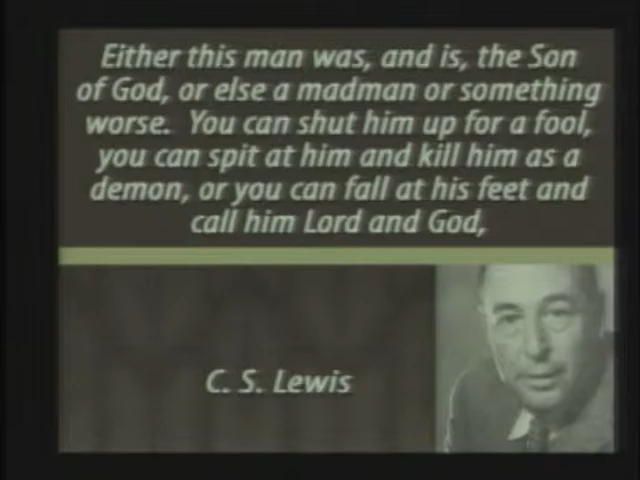 Either this man was, and is, the Son
of God, or else a madman or something
worse. You can shut him up for a fool,
you can spit at him and kill him as a
demon, or you can fall at his feet and
call him Lord and God,
C. S. Lewis